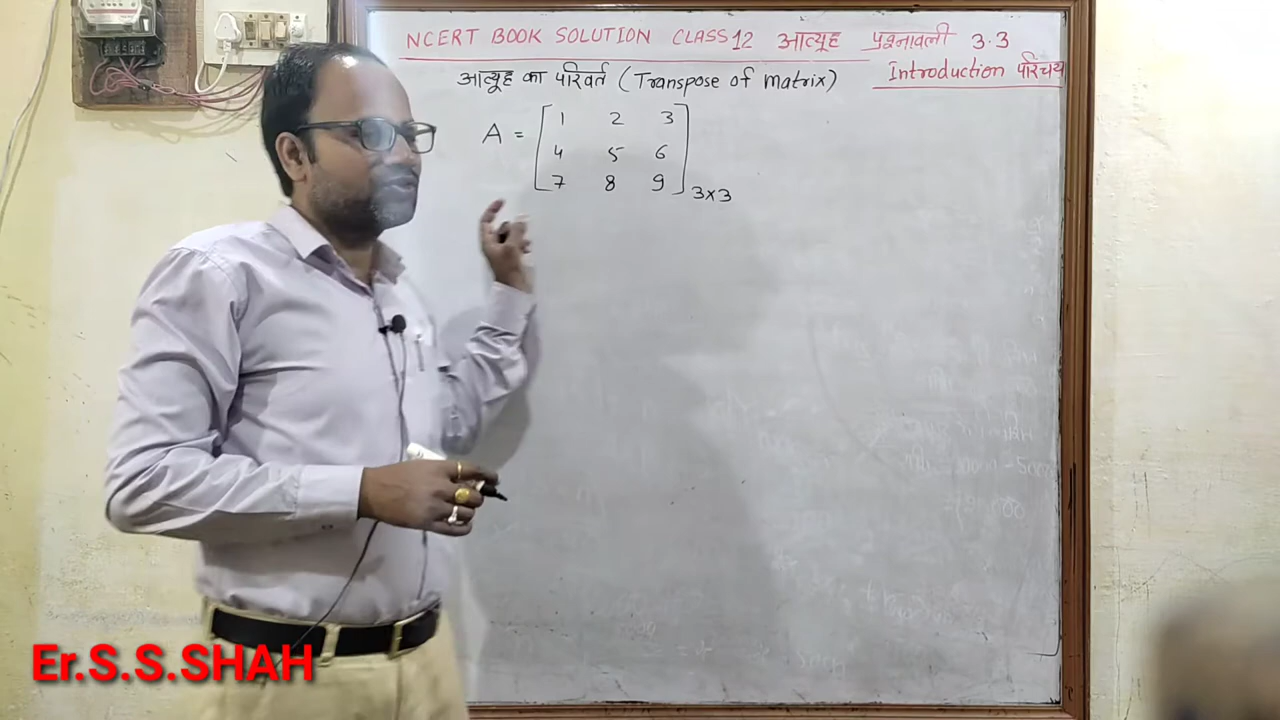 NCERT BOOK SOLUTION CLASS 12 आव्यूह प्रश्नावली 3.3
Introduction परिचय
आव्यूह का परिवर्त (Transpose of matrix)
A = [ 1 2 3
4 5 6
7 8 9 ] 3x3
Er.S.S.SHAH